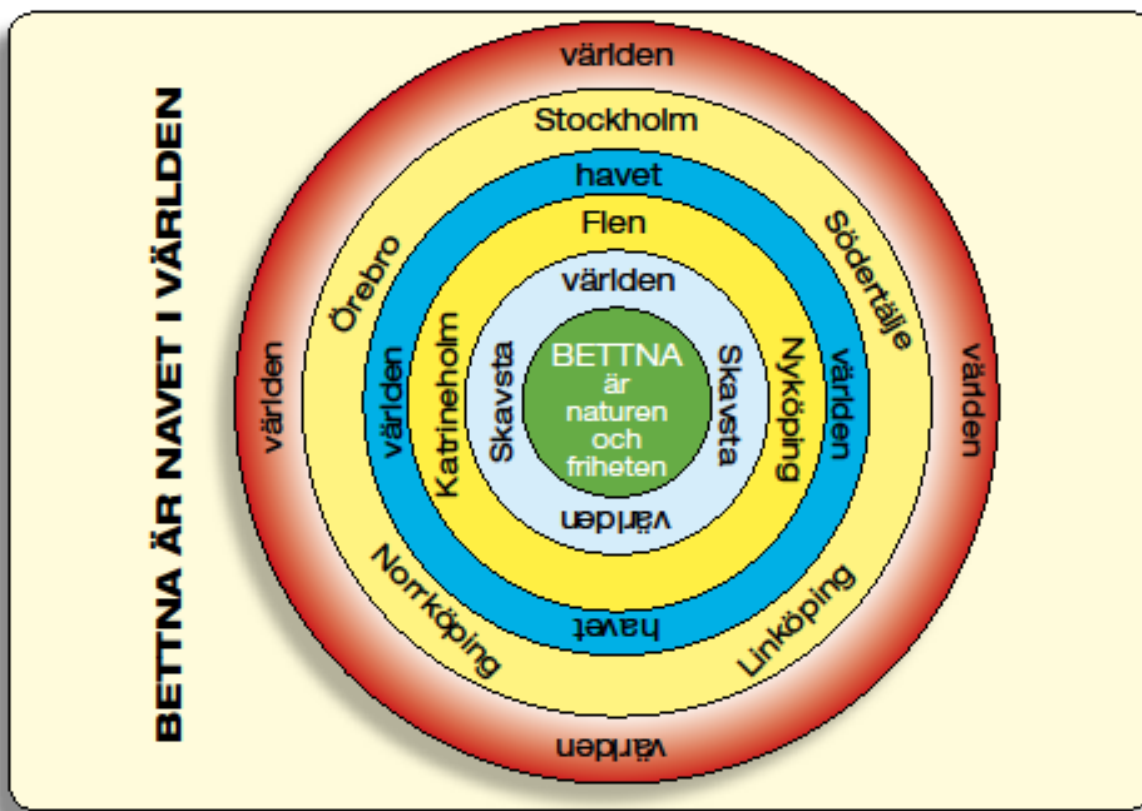 BETTNA ÄR NAVET I VÄRLDEN
världen
Stockholm
havet
Flen
världen
Örebro
Södertälje
världen
världen
Katrineholm
Skavsta
BETTNA
är
naturen
och
friheten
Skavsta
Nyköping
världen
världen
världen
Norrköping
Linköping
havet
världen